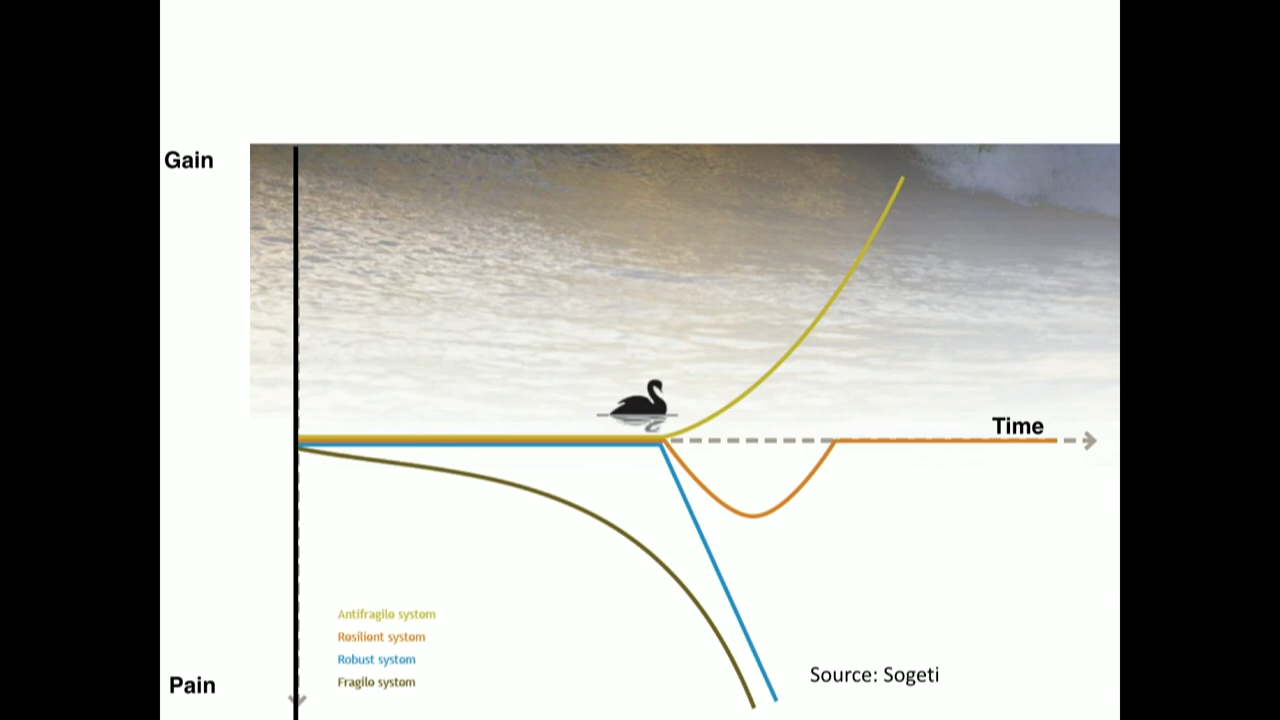 Gain
Time
Antifragile system
Resilient system
Robust system
Fragile system
Source: Sogeti
Pain